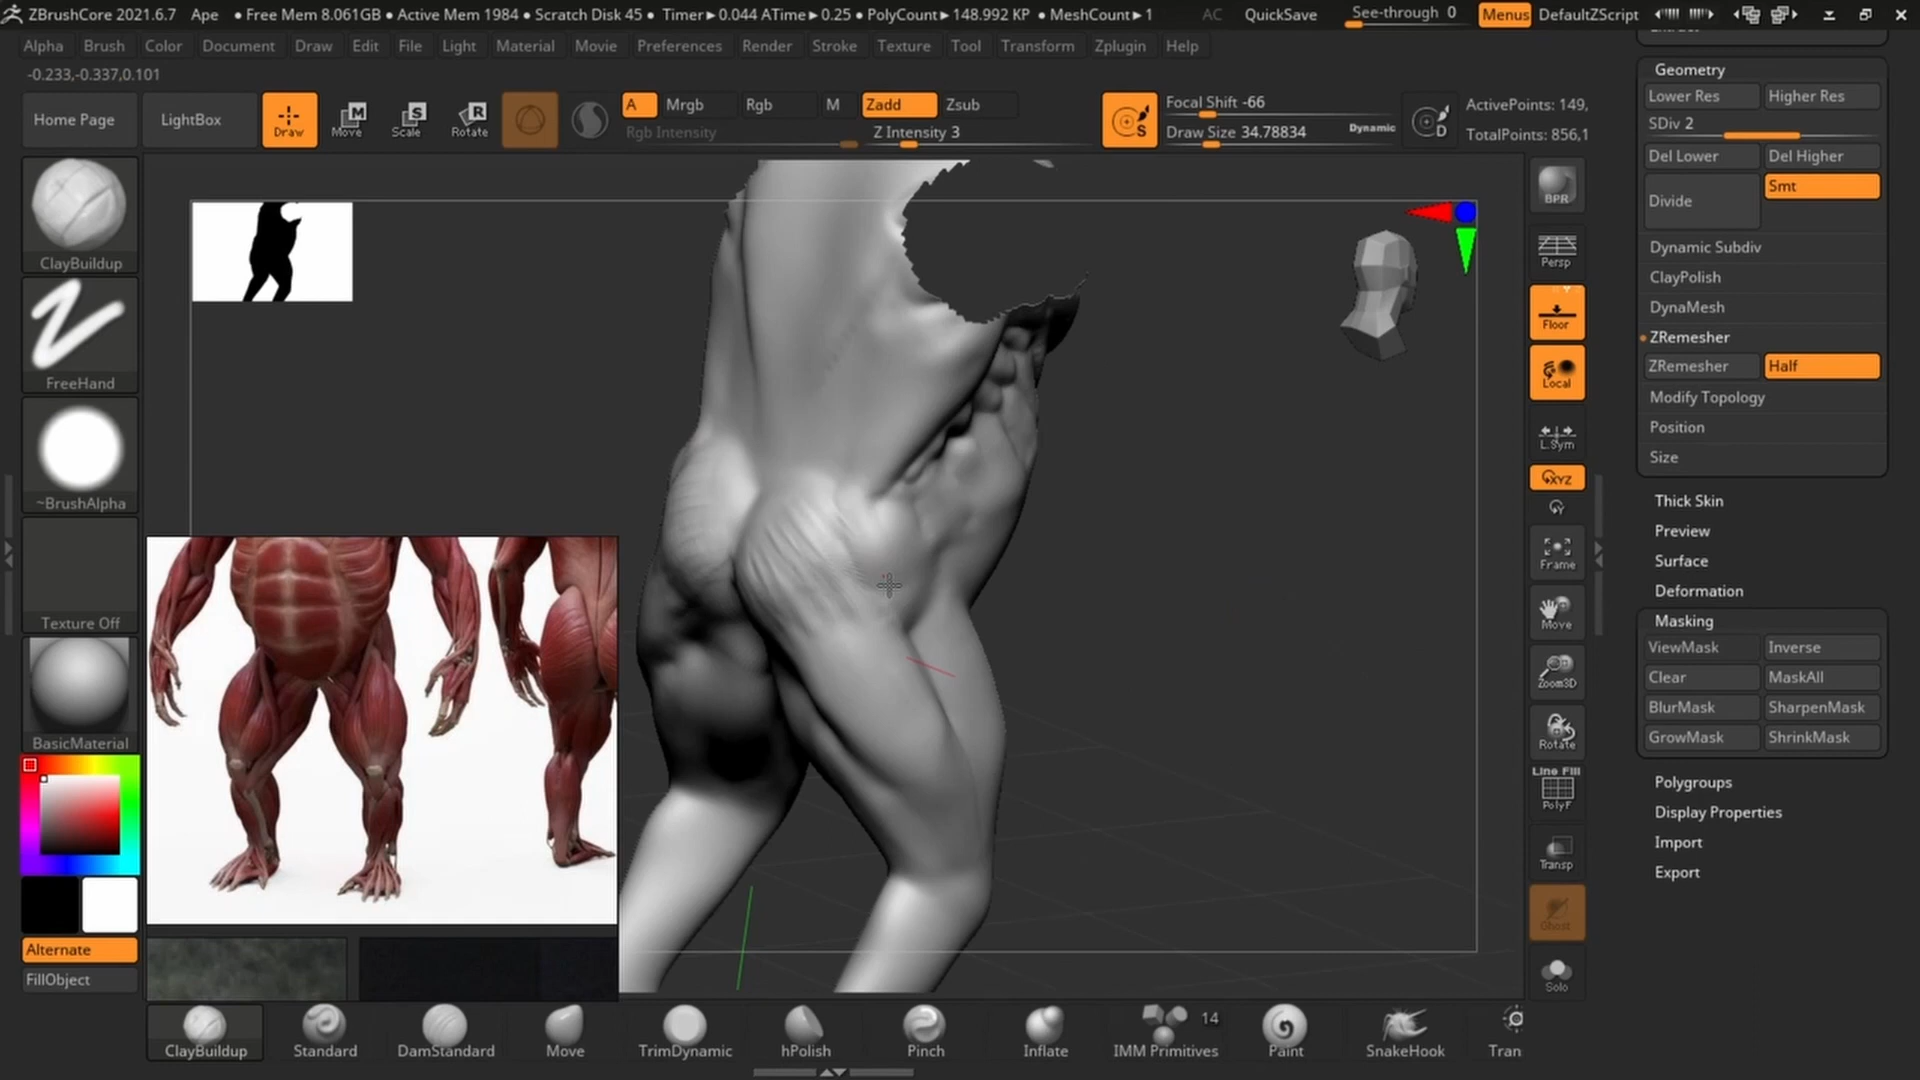 ZBrushCore 2021.6.7 Ape • Free Mem 8.061GB • Active Mem 1984 • Scratch Disk 45 • Timer▸0.044 ATime▸0.25 • PolyCount▸148.992 KP • MeshCount▸1 AC QuickSave See-through 0 Menus DefaultZScript
Alpha Brush Color Document Draw Edit File Light Material Movie Preferences Render Stroke Texture Tool Transform Zplugin Help
-0.233,-0.337,0.101
Home Page LightBox Draw Move Scale Rotate
A Mrgb Rgb M Zadd Zsub
Rgb Intensity Z Intensity 3
Focal Shift -66
Draw Size 34.78834 Dynamic
ActivePoints: 149,
TotalPoints: 856,1
ClayBuildup
FreeHand
~BrushAlpha
Texture Off
BasicMaterial
Alternate
FillObject
BPR
Persp
Floor
Local
L.Sym
XYZ
Frame
Move
Zoom3D
Rotate
Line Fill
PolyF
Transp
Ghost
Solo
Geometry
Lower Res Higher Res
SDiv 2
Del Lower Del Higher
Divide Smt
Dynamic Subdiv
ClayPolish
DynaMesh
ZRemesher
ZRemesher Half
Modify Topology
Position
Size
Thick Skin
Preview
Surface
Deformation
Masking
ViewMask Inverse
Clear MaskAll
BlurMask SharpenMask
GrowMask ShrinkMask
Polygroups
Display Properties
Import
Export
ClayBuildup Standard DamStandard Move TrimDynamic hPolish Pinch Inflate IMM Primitives 14 Paint SnakeHook Tran